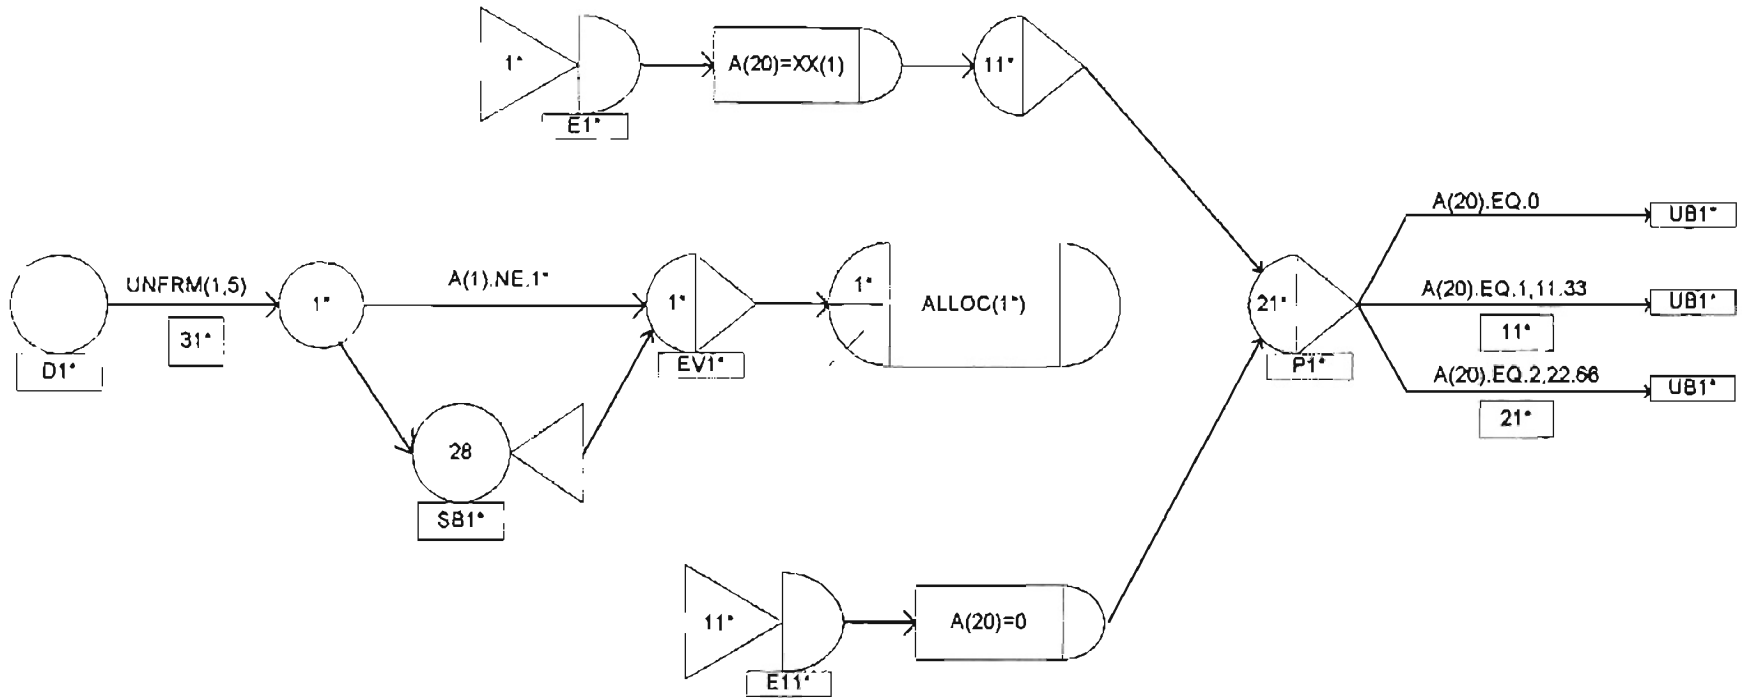 1*
E1*
A(20)=XX(1)
11*
D1*
UNFRM(1,5)
31*
1*
A(1).NE.1*
28
SB1*
1*
EV1*
1*
ALLOC(1*)
11*
E11*
A(20)=0
21*
P1*
A(20).EQ.0
UB1*
A(20).EQ.1,11.33
11*
UB1*
A(20).EQ.2,22.66
21*
UB1*